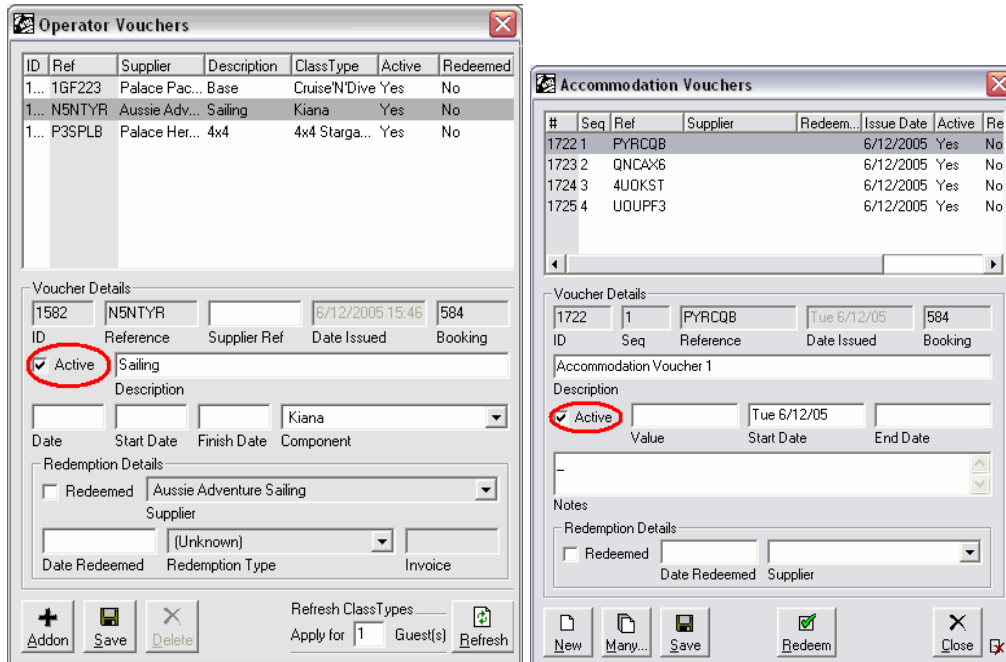 Operator Vouchers
ID Ref Supplier Description ClassType Active Redeemed
1... 1GF223 Palace Pac... Base Cruise'N'Dive Yes No
1... N5NTYR Aussie Adv... Sailing Kiana Yes No
1... P3SPLB Palace Her... 4x4 4x4 Starga... Yes No
Voucher Details
1582 N5NTYR 6/12/2005 15:46 584
ID Reference Supplier Ref Date Issued Booking
Active Sailing
Description
Kiana
Date Start Date Finish Date Component
Redemption Details
Redeemed Aussie Adventure Sailing
Supplier
(Unknown)
Date Redeemed Redemption Type Invoice
Refresh ClassTypes
Apply for 1 Guest(s)
Addon Save Delete Refresh
Accommodation Vouchers
# Seq Ref Supplier Redeem... Issue Date Active Re
1722 1 PYRCQB 6/12/2005 Yes No
1723 2 QNCAX6 6/12/2005 Yes No
1724 3 4UOKST 6/12/2005 Yes No
1725 4 UOUPF3 6/12/2005 Yes No
Voucher Details
1722 1 PYRCQB Tue 6/12/05 584
ID Seq Reference Date Issued Booking
Accommodation Voucher 1
Description
Active Tue 6/12/05
Value Start Date End Date
_
Notes
Redemption Details
Redeemed
Date Redeemed Supplier
New Many... Save Redeem Close